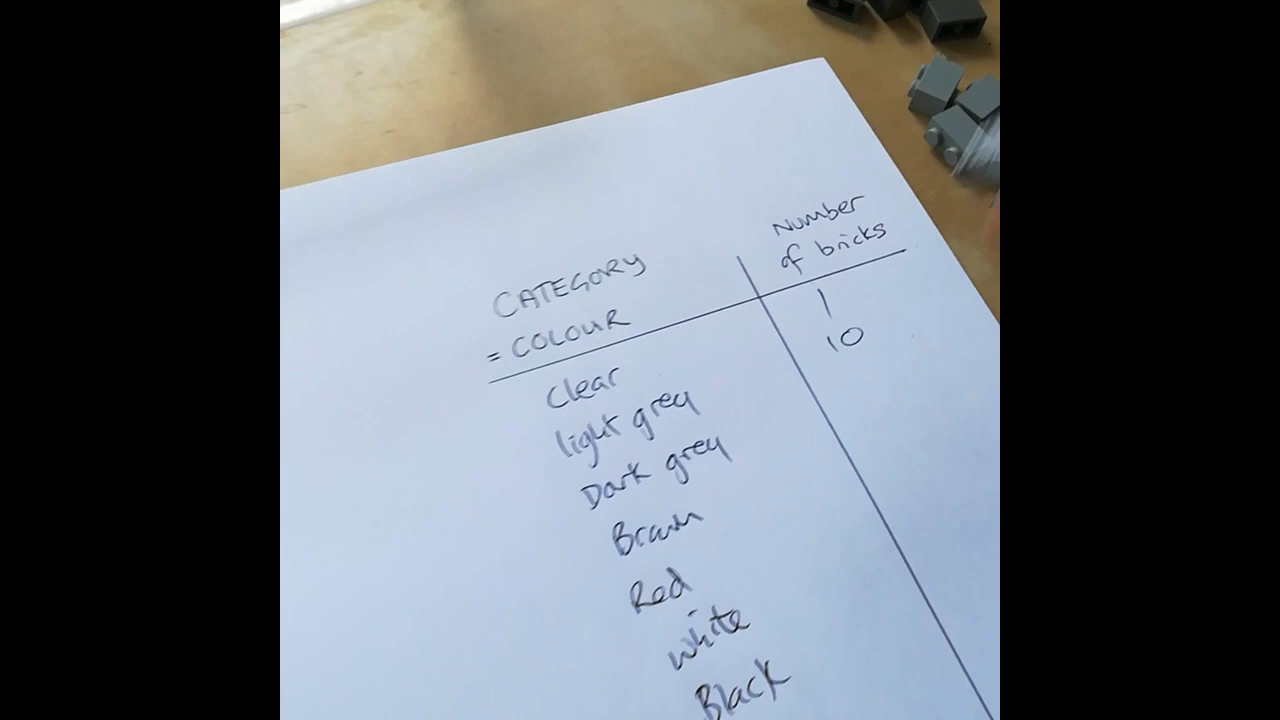 CATEGORY
= COLOUR
Number
of bricks
Clear
1
light grey
10
Dark grey
Brown
Red
white
Black